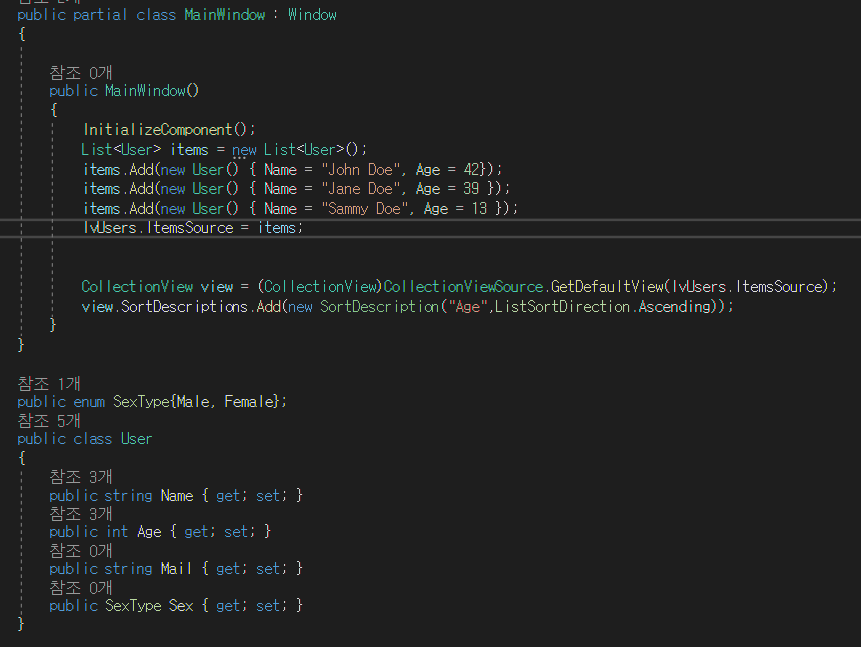 public partial class MainWindow : Window
{
참조 0개
public MainWindow()
{
InitializeComponent();
List<User> items = new List<User>();
items.Add(new User() { Name = "John Doe", Age = 42});
items.Add(new User() { Name = "Jane Doe", Age = 39 });
items.Add(new User() { Name = "Sammy Doe", Age = 13 });
lvUsers.ItemsSource = items;
CollectionView view = (CollectionView)CollectionViewSource.GetDefaultView(lvUsers.ItemsSource);
view.SortDescriptions.Add(new SortDescription("Age",ListSortDirection.Ascending));
}
}
참조 1개
public enum SexType{Male, Female};
참조 5개
public class User
{
참조 3개
public string Name { get; set; }
참조 3개
public int Age { get; set; }
참조 0개
public string Mail { get; set; }
참조 0개
public SexType Sex { get; set; }
}